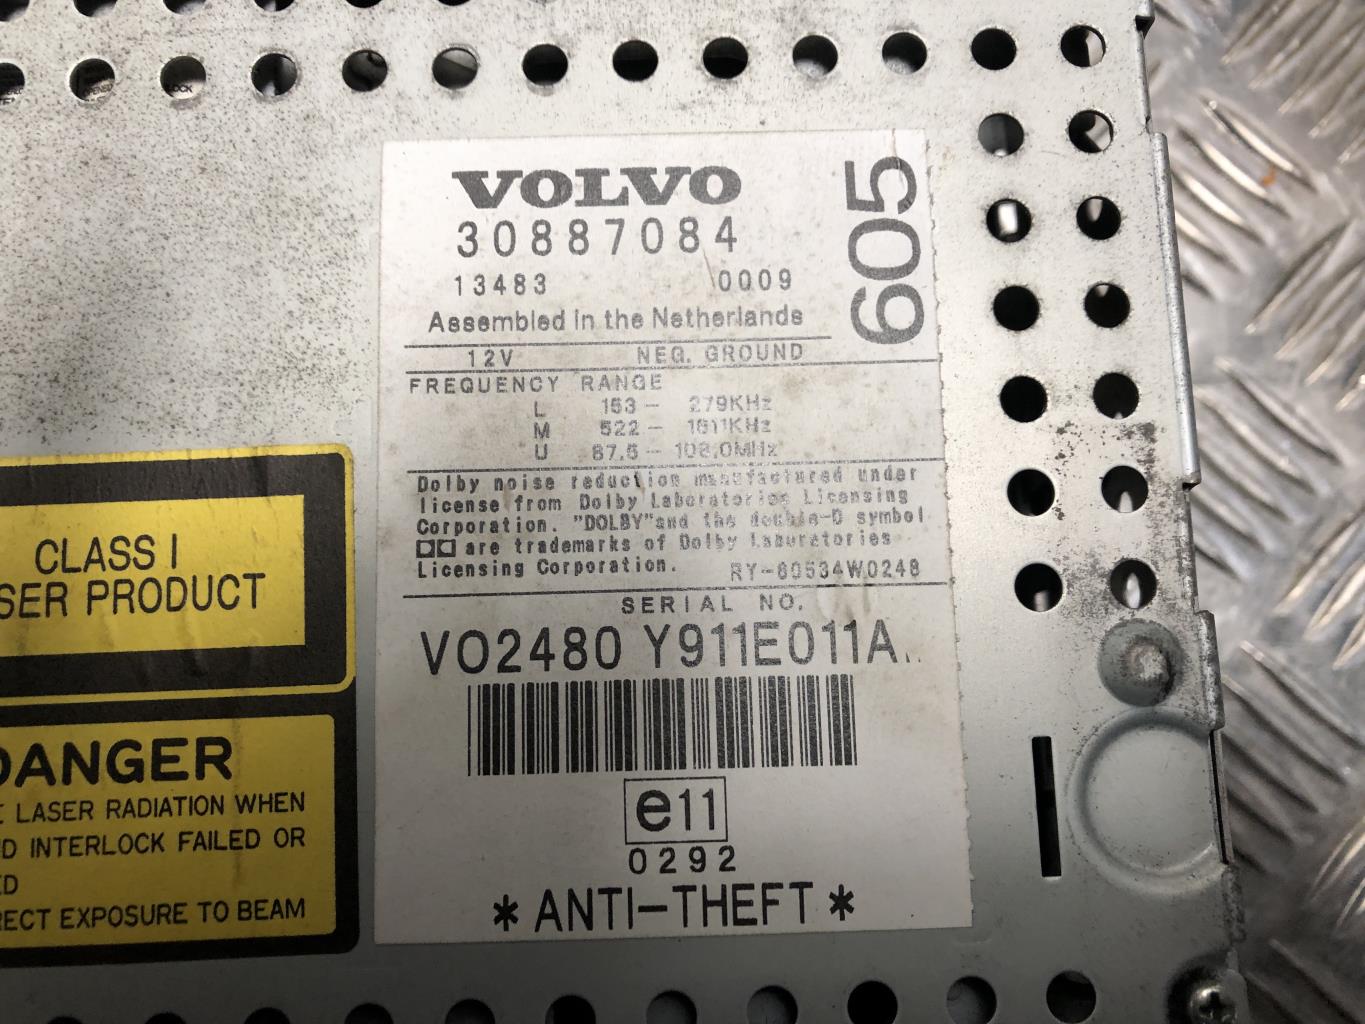 VOLVO
30887084
605
13483 0009
Assembled in the Netherlands
12V NEG. GROUND
FREQUENCY RANGE
L 153 - 279KHz
M 522 - 1611KHz
U 87.5 - 108.0MHz
Dolby noise reduction manufactured under
license from Dolby Laboratories Licensing
Corporation. "DOLBY"and the double-D symbol
are trademarks of Dolby Laboratories
Licensing Corporation. RY-80534W0248
SERIAL NO.
VO2480 Y911E011A..
e11
0292
* ANTI-THEFT *
CLASS I
SER PRODUCT
DANGER
E LASER RADIATION WHEN
D INTERLOCK FAILED OR
ED
RECT EXPOSURE TO BEAM